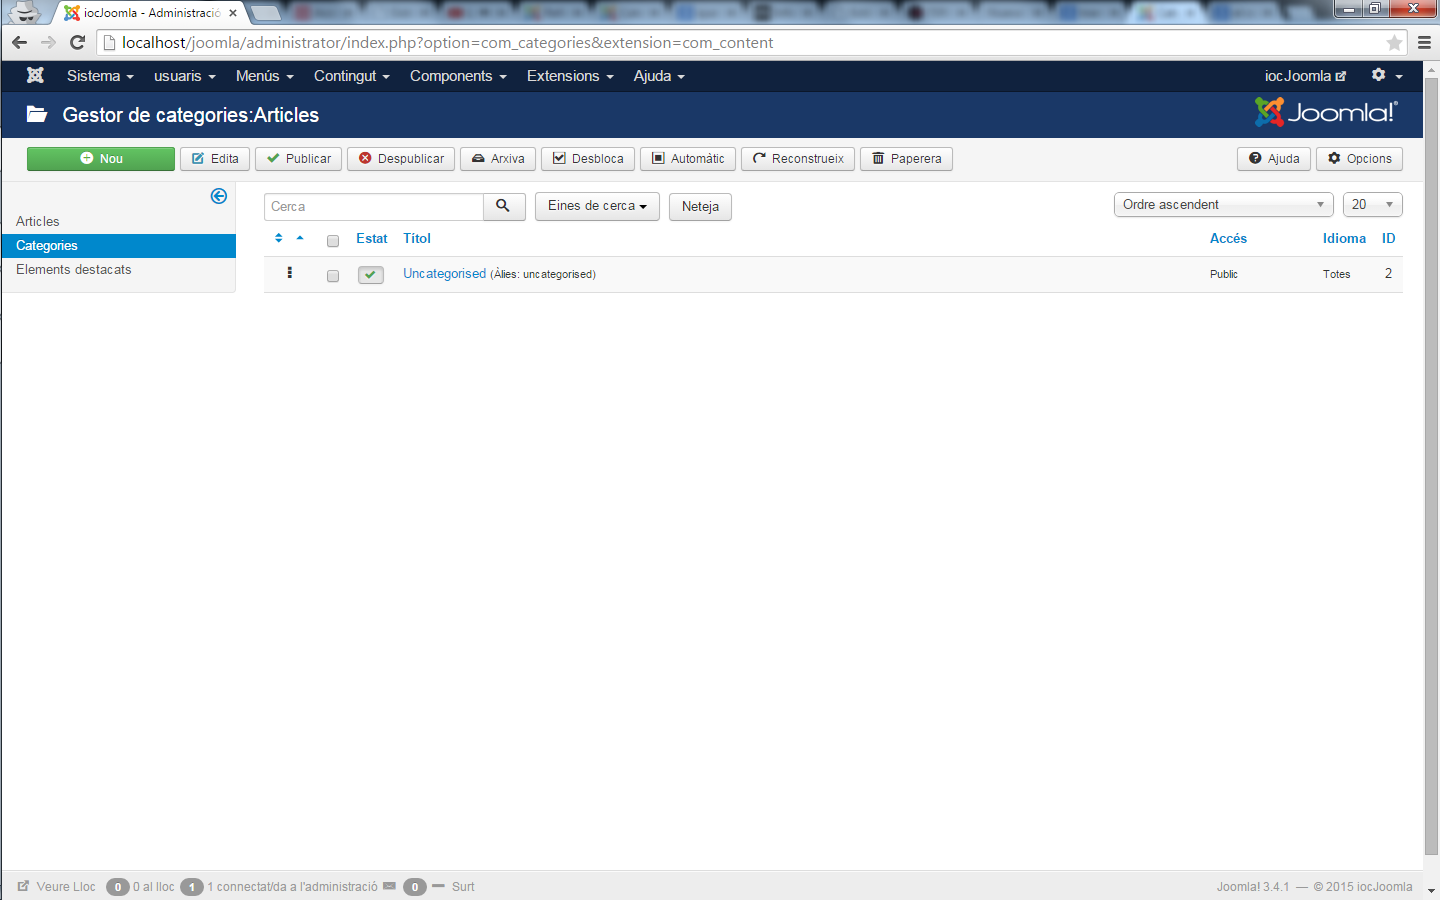 iocJoomla - Administració
localhost/joomla/administrator/index.php?option=com_categories&extension=com_content
Sistema usuaris Menús Contingut Components Extensions Ajuda iocJoomla
Gestor de categories:Articles Joomla!®
Nou Edita Publicar Despublicar Arxiva Desbloca Automàtic Reconstrueix Paperera Ajuda Opcions
Cerca Eines de cerca Neteja Ordre ascendent 20
Articles
Categories
Elements destacats
Estat Títol Accés Idioma ID
Uncategorised (Àlies: uncategorised) Public Totes 2
Veure Lloc 0 0 al lloc 1 1 connectat/da a l'administració 0 Surt Joomla! 3.4.1 — © 2015 iocJoomla